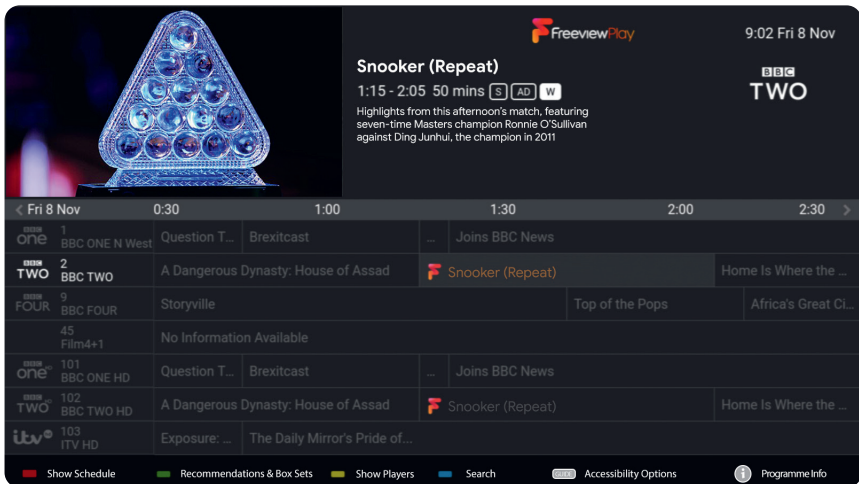 FreeviewPlay
9:02 Fri 8 Nov
Snooker (Repeat)
1:15 - 2:05 50 mins S AD W
Highlights from this afternoon's match, featuring
seven-time Masters champion Ronnie O'Sullivan
against Ding Junhui, the champion in 2011
BBC
TWO
< Fri 8 Nov 0:30 1:00 1:30 2:00 2:30 >
BBC one 1 BBC ONE N West Question T... Brexitcast ... Joins BBC News
BBC TWO 2 BBC TWO A Dangerous Dynasty: House of Assad Snooker (Repeat) Home Is Where the ...
BBC FOUR 9 BBC FOUR Storyville Top of the Pops Africa's Great Ci...
45 Film4+1 No Information Available
BBC one HD 101 BBC ONE HD Question T... Brexitcast ... Joins BBC News
BBC TWO HD 102 BBC TWO HD A Dangerous Dynasty: House of Assad Snooker (Repeat) Home Is Where the ...
itv HD 103 ITV HD Exposure: ... The Daily Mirror's Pride of...
Show Schedule Recommendations & Box Sets Show Players Search GUIDE Accessibility Options i Programme Info